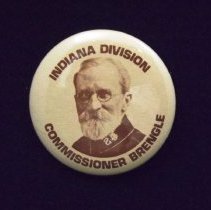 INDIANA DIVISION
COMMISSIONER BRENGLE